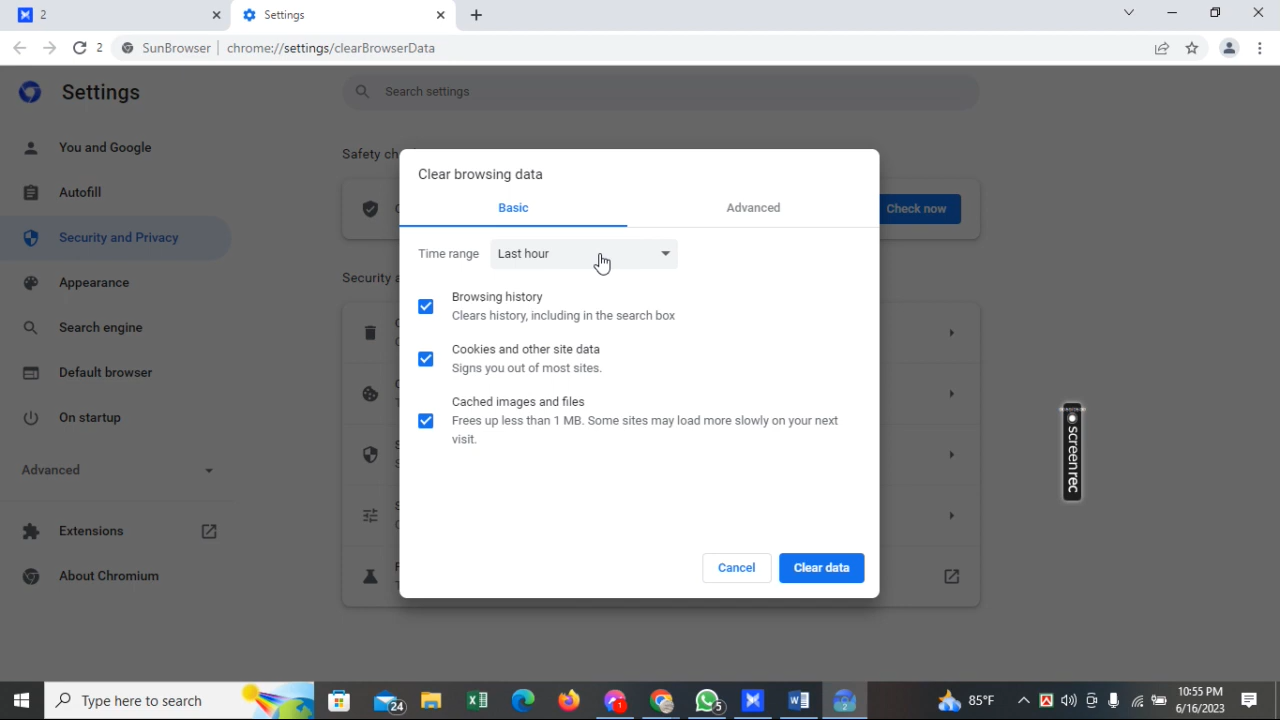 2
Settings
2
SunBrowser
chrome://settings/clearBrowserData
Settings
Search settings
You and Google
Autofill
Security and Privacy
Appearance
Search engine
Default browser
On startup
Advanced
Extensions
About Chromium
Safety ch
Check now
Security a
Clear browsing data
Basic
Advanced
Time range
Last hour
Browsing history
Clears history, including in the search box
Cookies and other site data
Signs you out of most sites.
Cached images and files
Frees up less than 1 MB. Some sites may load more slowly on your next
visit.
Cancel
Clear data
screenrec
Type here to search
24
1
5
2
85°F
10:55 PM
6/16/2023